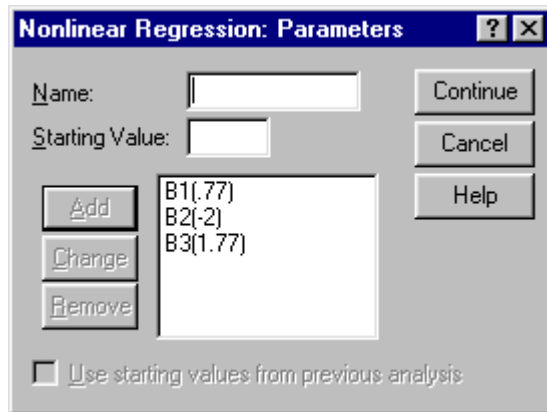 Nonlinear Regression: Parameters
Name:
Continue
Starting Value:
Cancel
Help
Add
Change
Remove
B1(.77)
B2(-2)
B3(1.77)
Use starting values from previous analysis